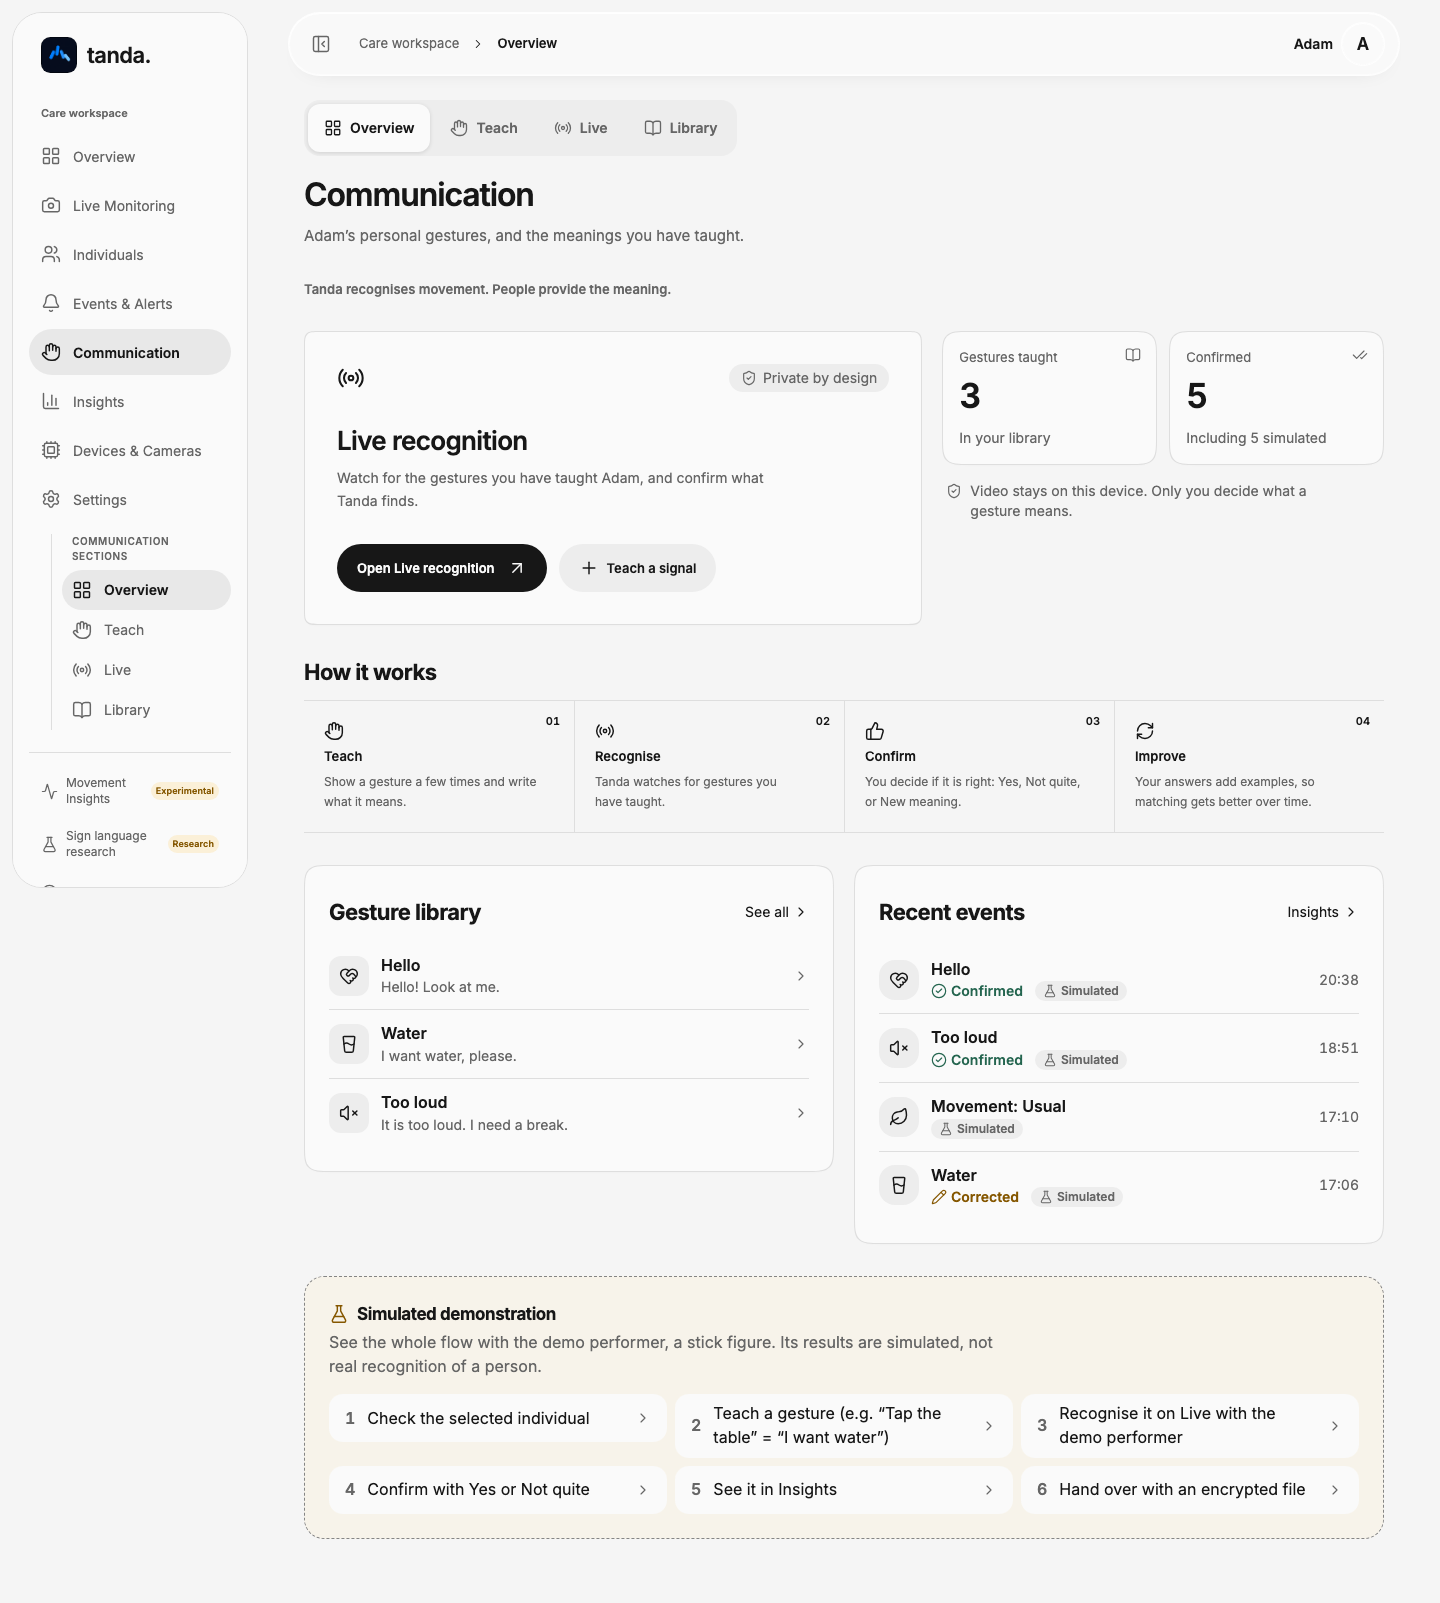 tanda.
Care workspace
Overview
Live Monitoring
Individuals
Events & Alerts
Communication
Insights
Devices & Cameras
Settings
COMMUNICATION
SECTIONS
Overview
Teach
Live
Library
Movement
Insights
Experimental
Sign language
research
Research
Care workspace
Overview
Adam
A
Overview
Teach
Live
Library
Communication
Adam’s personal gestures, and the meanings you have taught.
Tanda recognises movement. People provide the meaning.
Private by design
Live recognition
Watch for the gestures you have taught Adam, and confirm what
Tanda finds.
Open Live recognition
Teach a signal
Gestures taught
3
In your library
Confirmed
5
Including 5 simulated
Video stays on this device. Only you decide what a
gesture means.
How it works
01
Teach
Show a gesture a few times and write
what it means.
02
Recognise
Tanda watches for gestures you
have taught.
03
Confirm
You decide if it is right: Yes, Not quite,
or New meaning.
04
Improve
Your answers add examples, so
matching gets better over time.
Gesture library
See all
Hello
Hello! Look at me.
Water
I want water, please.
Too loud
It is too loud. I need a break.
Recent events
Insights
Hello
Confirmed
Simulated
20:38
Too loud
Confirmed
Simulated
18:51
Movement: Usual
Simulated
17:10
Water
Corrected
Simulated
17:06
Simulated demonstration
See the whole flow with the demo performer, a stick figure. Its results are simulated, not
real recognition of a person.
1 Check the selected individual
2 Teach a gesture (e.g. “Tap the
table” = “I want water”)
3 Recognise it on Live with the
demo performer
4 Confirm with Yes or Not quite
5 See it in Insights
6 Hand over with an encrypted file